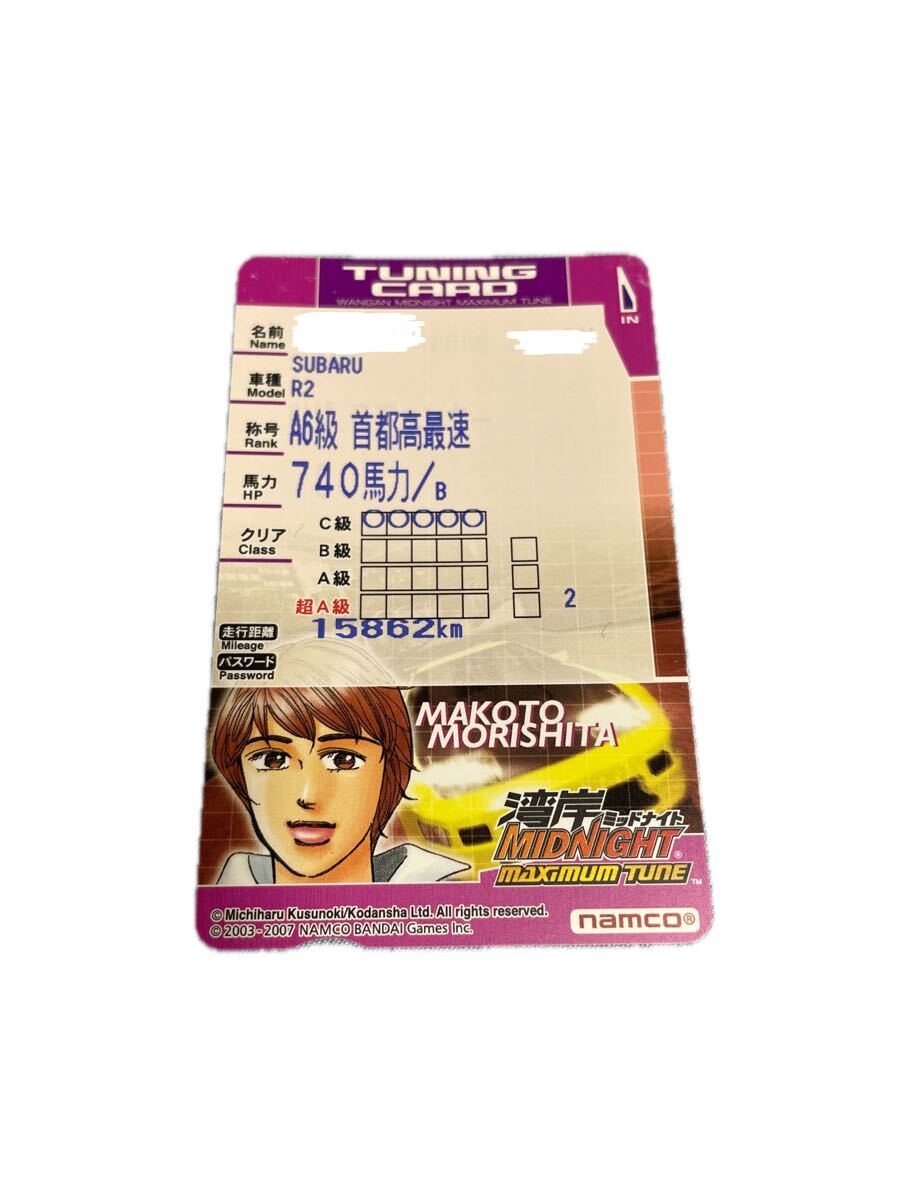 TUNING
CARD
WANGAN MIDNIGHT MAXIMUM TUNE
IN
名前
Name
SUBARU
車種
Model
R2
称号
Rank
A6級 首都高最速
馬力
HP
740馬力/B
クリア
Class
C級 ○○○○○
B級
A級
超A級
2
15862km
走行距離
Mileage
パスワード
Password
MAKOTO
MORISHITA
湾岸
ミッドナイト
MIDNIGHT®
MAXIMUM TUNE™
© Michiharu Kusunoki/Kodansha Ltd. All rights reserved.
© 2003-2007 NAMCO BANDAI Games Inc.
namco®